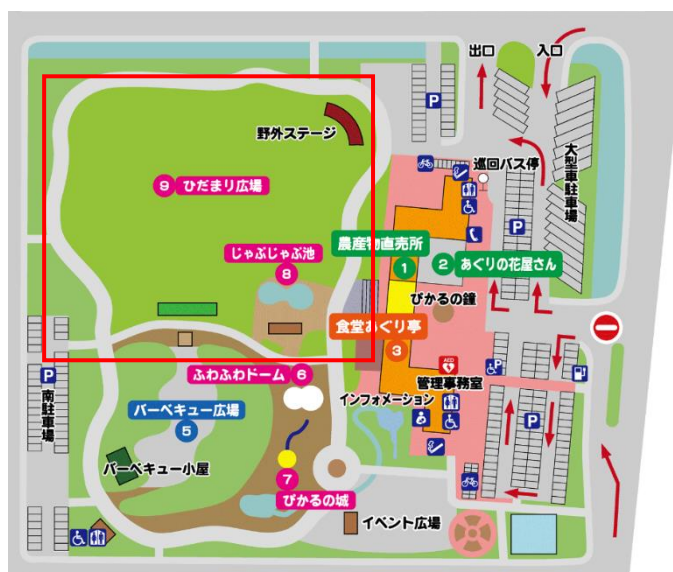 出口
入口
P
野外ステージ
巡回バス停
大型車駐車場
9 ひだまり広場
P
農産物直売所
1
2 あぐりの花屋さん
じゃぶじゃぶ池
8
ぴかるの鐘
食堂あぐり亭
3
AED
P
管理事務室
P
南駐車場
ふわふわドーム 6
インフォメーション
P
バーベキュー広場
5
バーベキュー小屋
7
ぴかるの城
イベント広場